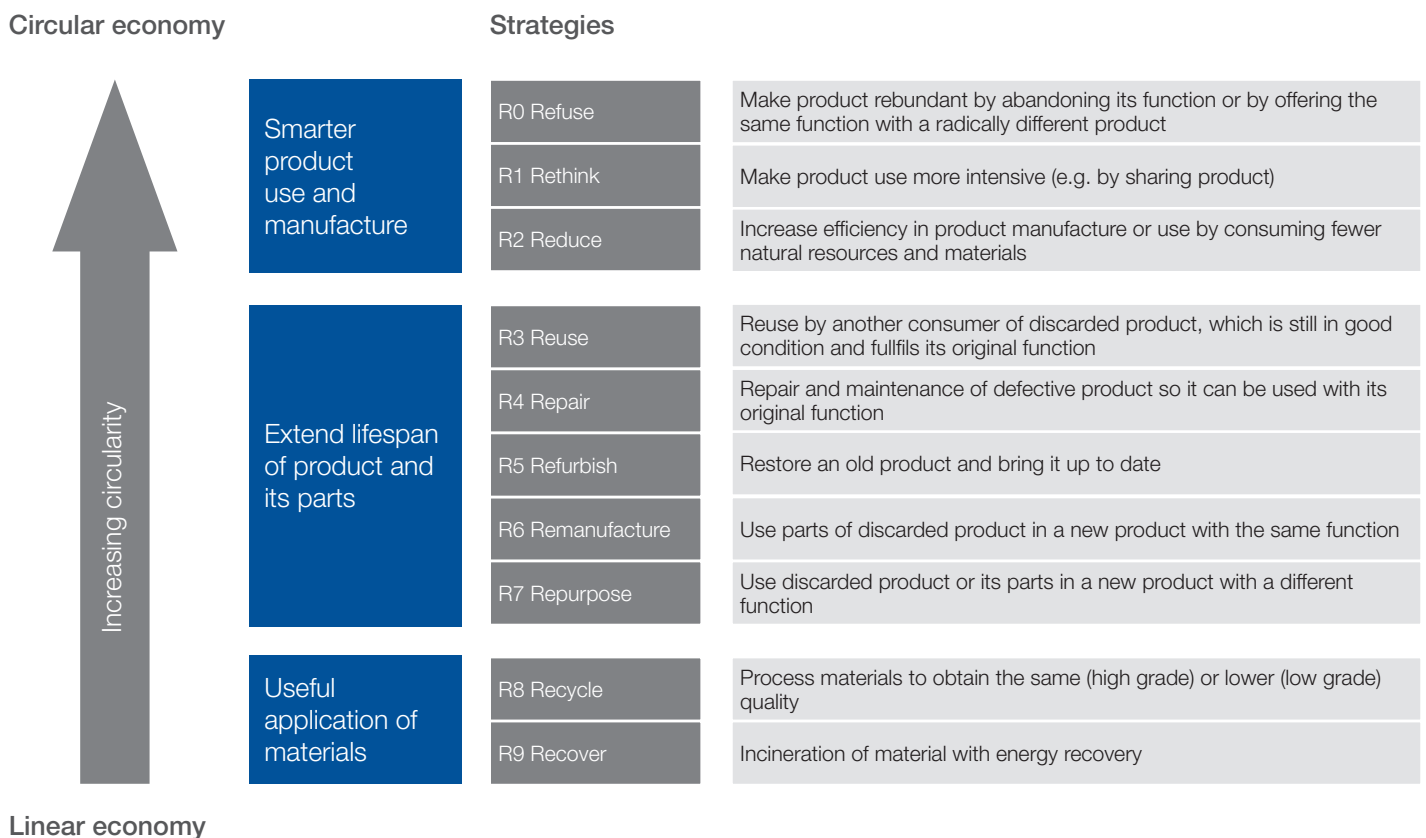 Circular economy
Strategies
Increasing circularity
Smarter
product
use and
manufacture
R0 Refuse
Make product rebundant by abandoning its function or by offering the
same function with a radically different product
R1 Rethink
Make product use more intensive (e.g. by sharing product)
R2 Reduce
Increase efficiency in product manufacture or use by consuming fewer
natural resources and materials
Extend lifespan
of product and
its parts
R3 Reuse
Reuse by another consumer of discarded product, which is still in good
condition and fullfils its original function
R4 Repair
Repair and maintenance of defective product so it can be used with its
original function
R5 Refurbish
Restore an old product and bring it up to date
R6 Remanufacture
Use parts of discarded product in a new product with the same function
R7 Repurpose
Use discarded product or its parts in a new product with a different
function
Useful
application of
materials
R8 Recycle
Process materials to obtain the same (high grade) or lower (low grade)
quality
R9 Recover
Incineration of material with energy recovery
Linear economy